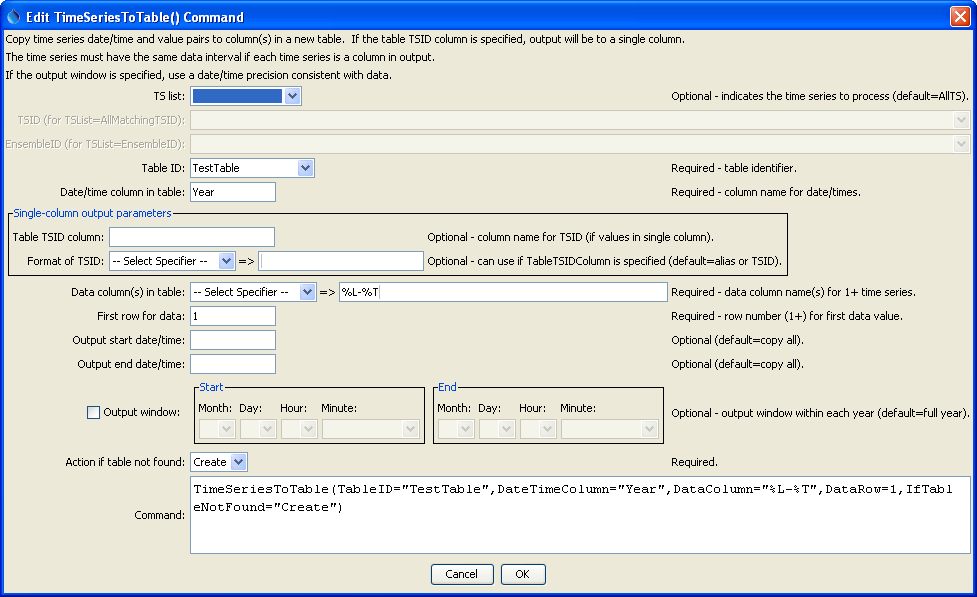 Edit TimeSeriesToTable() Command
Copy time series date/time and value pairs to column(s) in a new table.  If the table TSID column is specified, output will be to a single column.
The time series must have the same data interval if each time series is a column in output.
If the output window is specified, use a date/time precision consistent with data.
TS list: Optional - indicates the time series to process (default=AllTS).
TSID (for TSList=AllMatchingTSID):
EnsembleID (for TSList=EnsembleID):
Table ID: TestTable Required - table identifier.
Date/time column in table: Year Required - column name for date/times.
Single-column output parameters
Table TSID column: Optional - column name for TSID (if values in single column).
Format of TSID: -- Select Specifier -- => Optional - can use if TableTSIDColumn is specified (default=alias or TSID).
Data column(s) in table: -- Select Specifier -- => %L-%T Required - data column name(s) for 1+ time series.
First row for data: 1 Required - row number (1+) for first data value.
Output start date/time: Optional (default=copy all).
Output end date/time: Optional (default=copy all).
Start End
Month: Day: Hour: Minute: Month: Day: Hour: Minute:
Output window: Optional - output window within each year (default=full year).
Action if table not found: Create Required.
Command: TimeSeriesToTable(TableID="TestTable",DateTimeColumn="Year",DataColumn="%L-%T",DataRow=1,IfTabl
eNotFound="Create")
Cancel OK